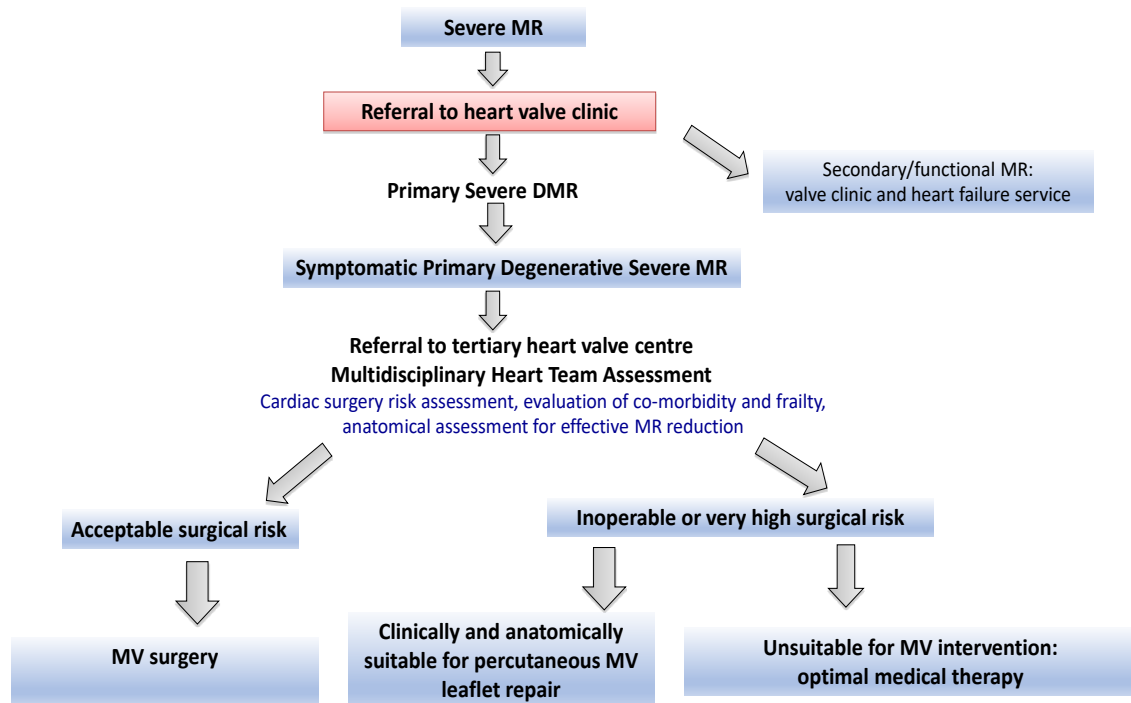 Severe MR
Referral to heart valve clinic
Secondary/functional MR:
valve clinic and heart failure service
Primary Severe DMR
Symptomatic Primary Degenerative Severe MR
Referral to tertiary heart valve centre
Multidisciplinary Heart Team Assessment
Cardiac surgery risk assessment, evaluation of co-morbidity and frailty,
anatomical assessment for effective MR reduction
Acceptable surgical risk
Inoperable or very high surgical risk
MV surgery
Clinically and anatomically
suitable for percutaneous MV
leaflet repair
Unsuitable for MV intervention:
optimal medical therapy